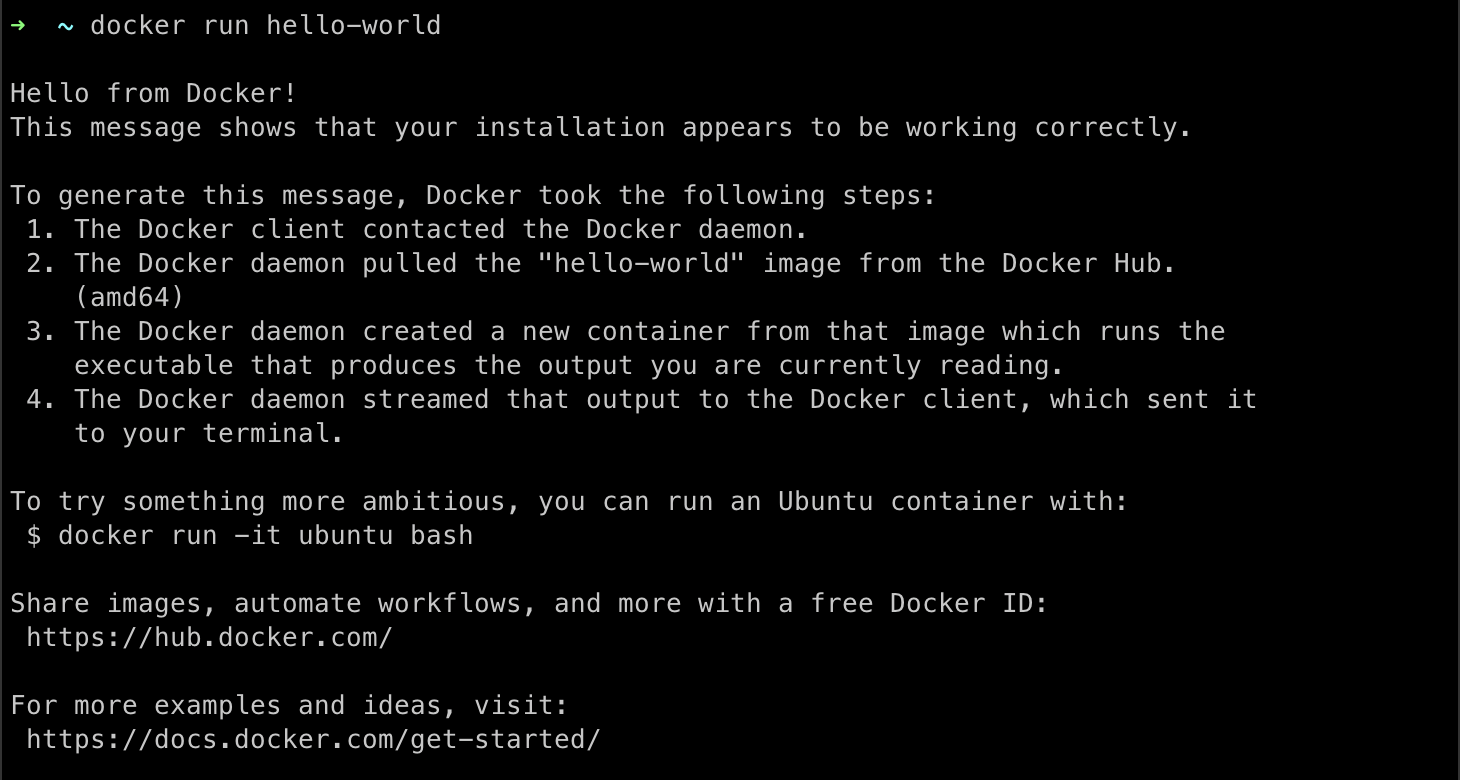 ➜  ~ docker run hello-world
Hello from Docker!
This message shows that your installation appears to be working correctly.
To generate this message, Docker took the following steps:
 1. The Docker client contacted the Docker daemon.
 2. The Docker daemon pulled the "hello-world" image from the Docker Hub.
    (amd64)
 3. The Docker daemon created a new container from that image which runs the
    executable that produces the output you are currently reading.
 4. The Docker daemon streamed that output to the Docker client, which sent it
    to your terminal.
To try something more ambitious, you can run an Ubuntu container with:
 $ docker run -it ubuntu bash
Share images, automate workflows, and more with a free Docker ID:
 https://hub.docker.com/
For more examples and ideas, visit:
 https://docs.docker.com/get-started/